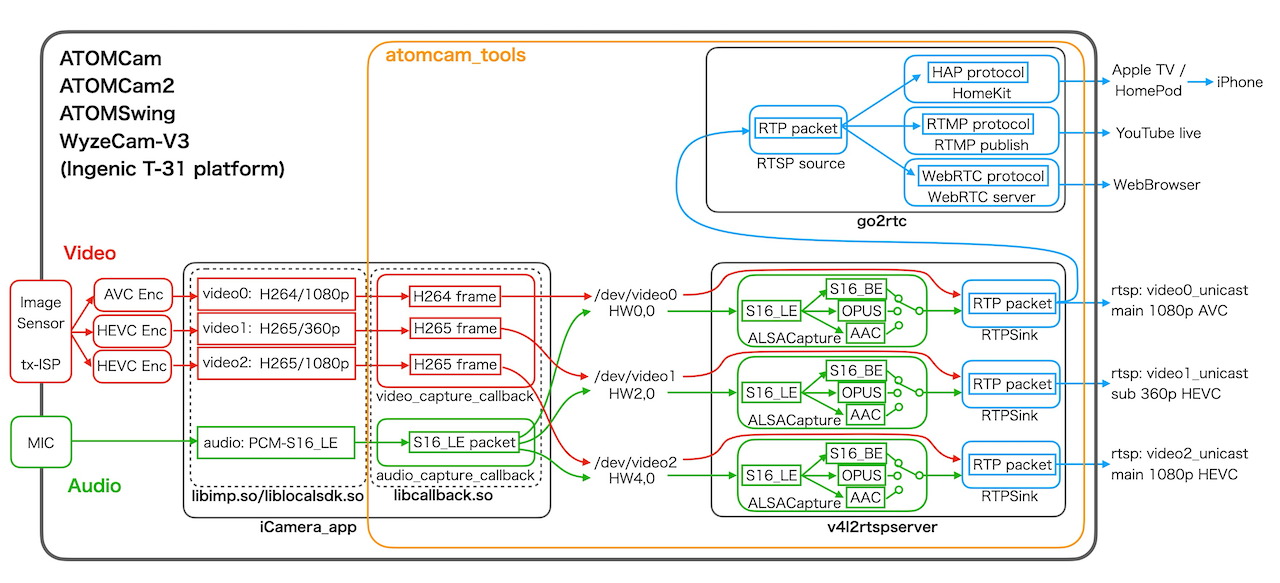 ATOMCam
ATOMCam2
ATOMSwing
WyzeCam-V3
(Ingenic T-31 platform)
atomcam_tools
HAP protocol
HomeKit
RTP packet
RTSP source
RTMP protocol
RTMP publish
WebRTC protocol
WebRTC server
go2rtc
Apple TV /
HomePod
iPhone
YouTube live
WebBrowser
Video
Image
Sensor
tx-ISP
AVC Enc
HEVC Enc
HEVC Enc
video0: H264/1080p
video1: H265/360p
video2: H265/1080p
H264 frame
H265 frame
H265 frame
video_capture_callback
MIC
Audio
audio: PCM-S16_LE
S16_LE packet
audio_capture_callback
libimp.so/liblocalsdk.so
libcallback.so
iCamera_app
/dev/video0
HW0,0
/dev/video1
HW2,0
/dev/video2
HW4,0
S16_LE
S16_BE
OPUS
AAC
ALSACapture
RTP packet
RTPSink
S16_LE
S16_BE
OPUS
AAC
ALSACapture
RTP packet
RTPSink
S16_LE
S16_BE
OPUS
AAC
ALSACapture
RTP packet
RTPSink
v4l2rtspserver
rtsp: video0_unicast
main 1080p AVC
rtsp: video1_unicast
sub 360p HEVC
rtsp: video2_unicast
main 1080p HEVC